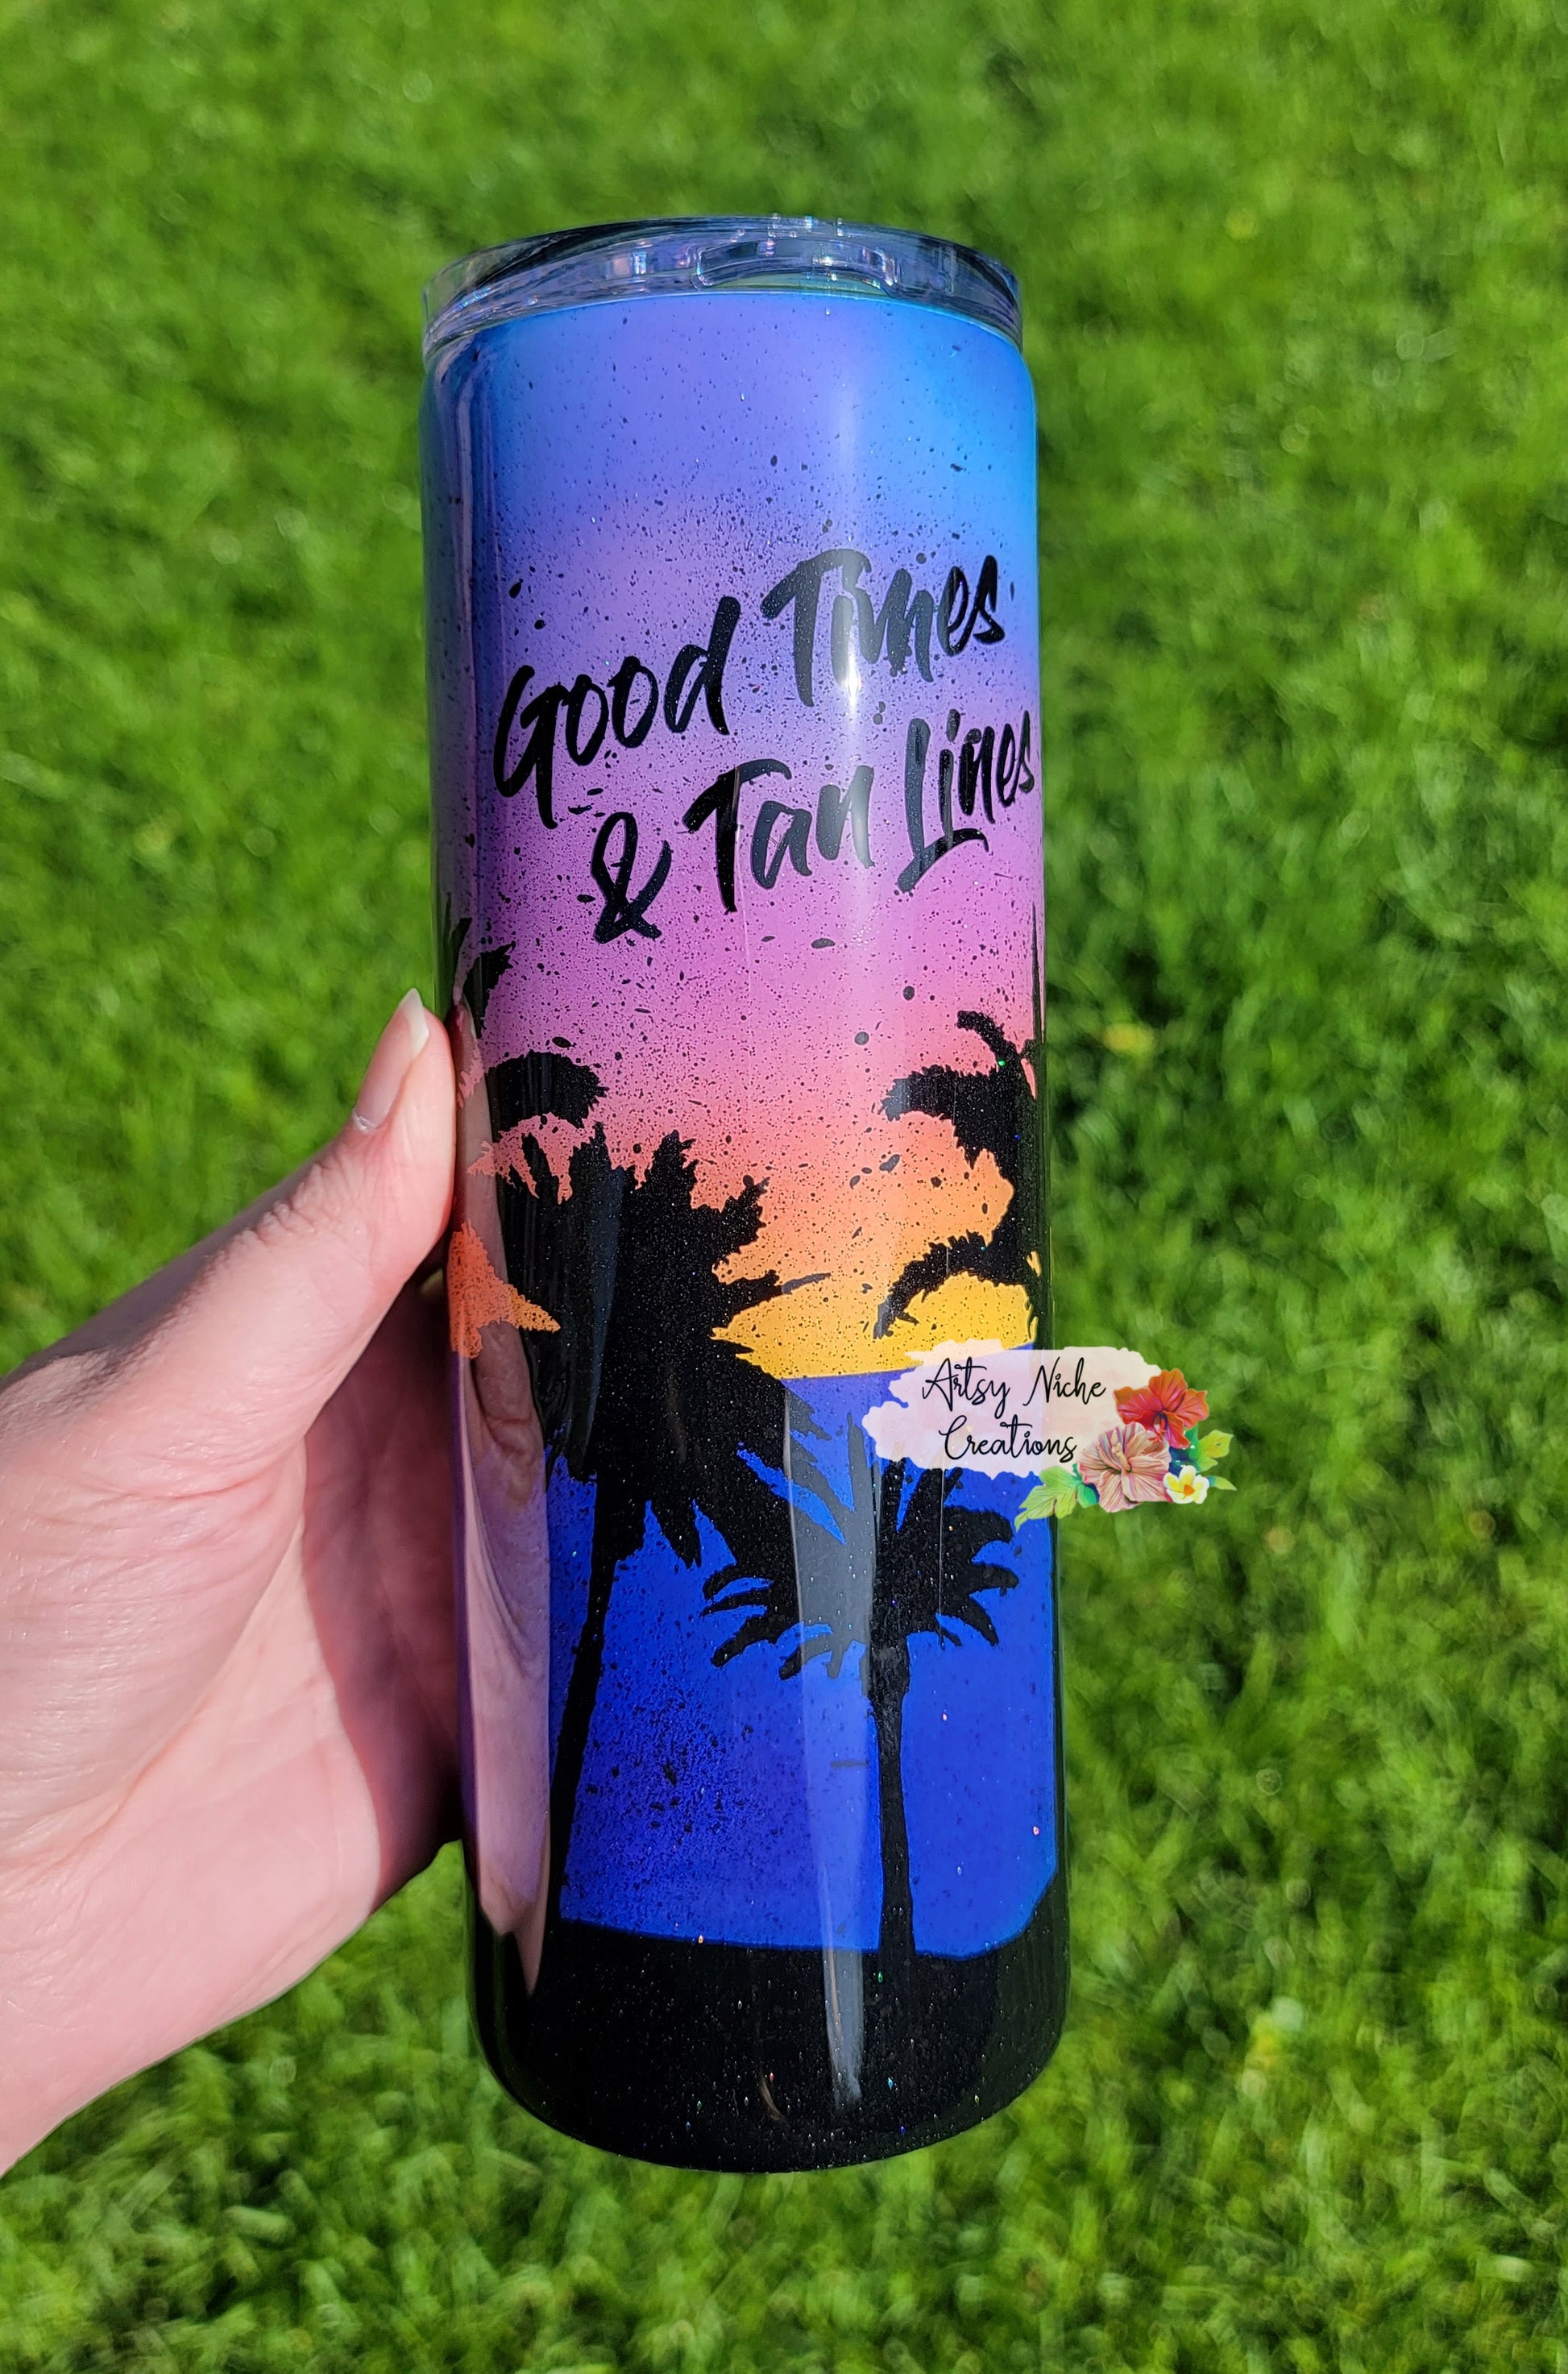 Good Times
& Tan Lines
Artsy Niche
Creations